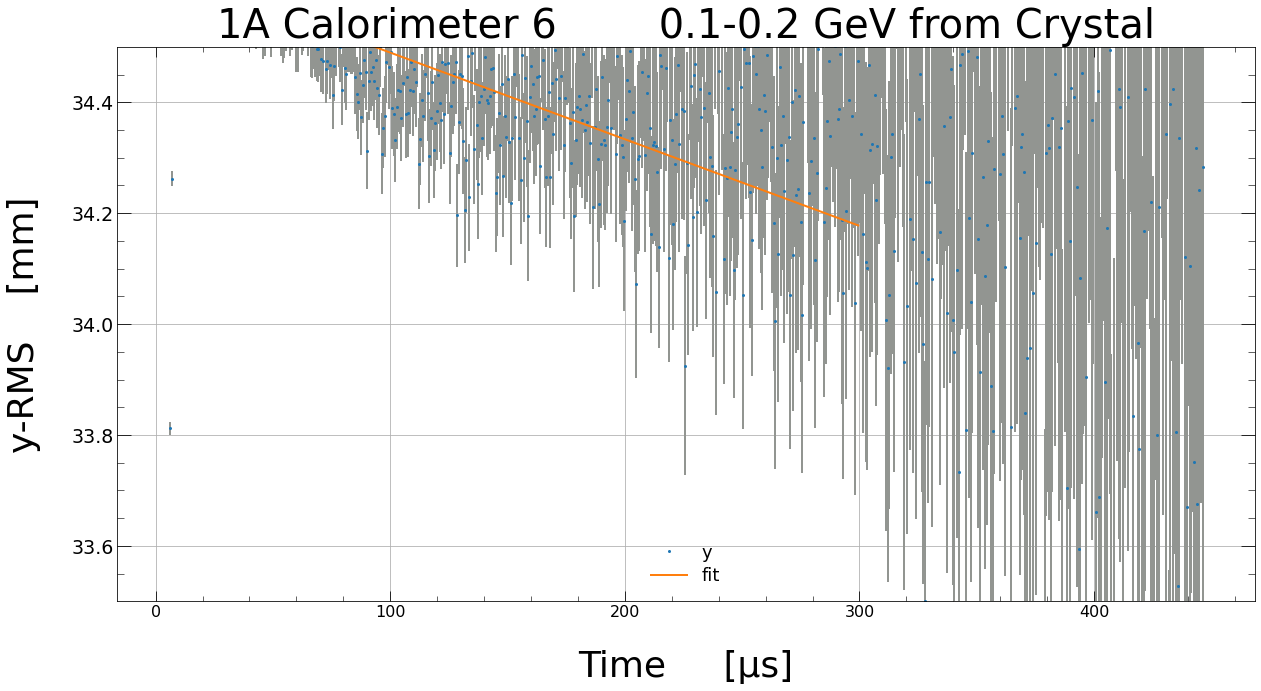 1A Calorimeter 6 0.1-0.2 GeV from Crystal
y-RMS [mm]
34.4
34.2
34.0
33.8
33.6
y
fit
0 100 200 300 400
Time [μs]